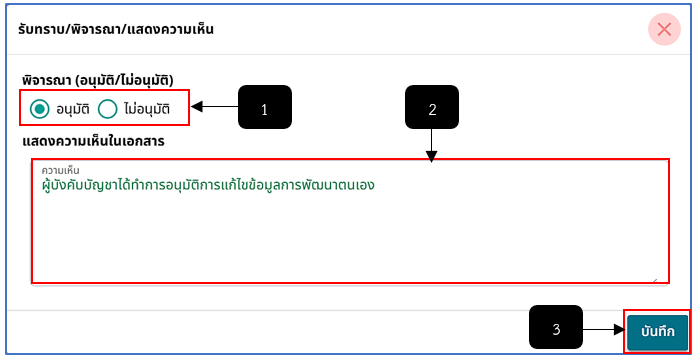 รับทราบ/พิจารณา/แสดงความเห็น
พิจารณา (อนุมัติ/ไม่อนุมัติ)
อนุมัติ ไม่อนุมัติ
1
2
แสดงความเห็นในเอกสาร
ความเห็น
ผู้บังคับบัญชาได้ทำการอนุมัติการแก้ไขข้อมูลการพัฒนาตนเอง
3
บันทึก